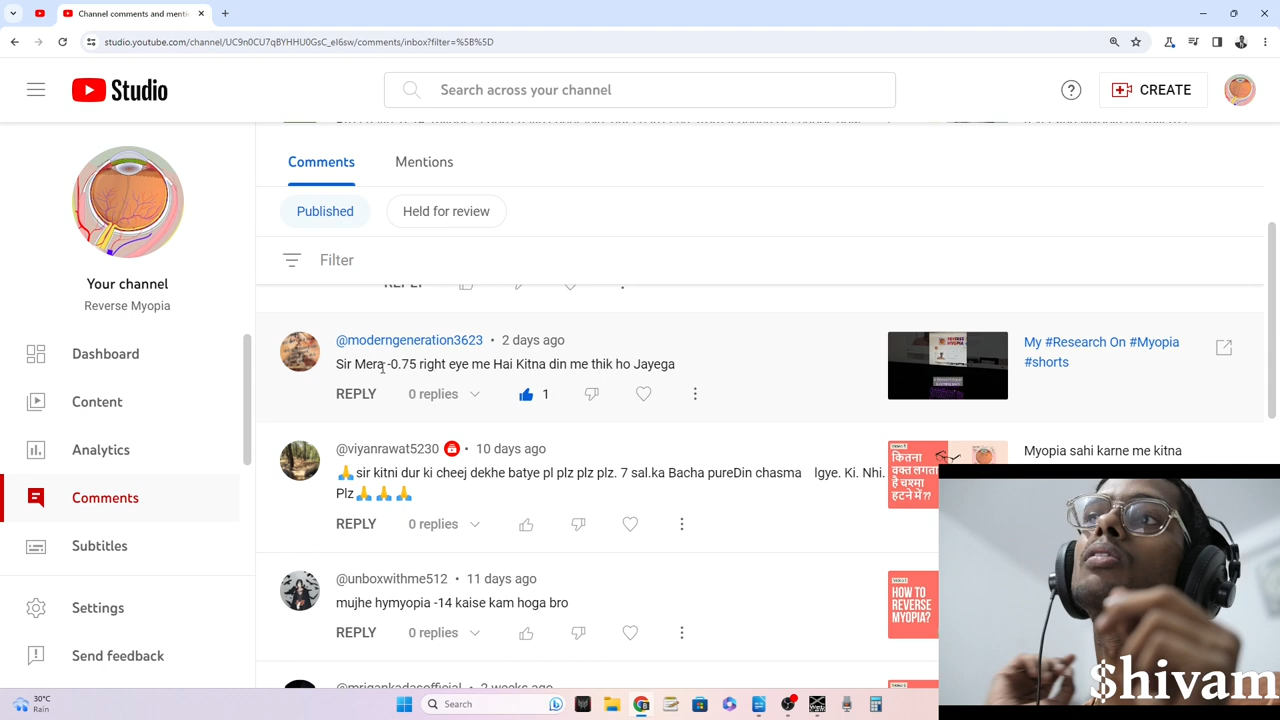 Channel comments and menti
studio.youtube.com/channel/UC9n0CU7qBYHHU0GsC_el6sw/comments/inbox?filter=%5B%5D
Studio
Search across your channel
CREATE
Your channel
Reverse Myopia
Dashboard
Content
Analytics
Comments
Subtitles
Settings
Send feedback
Comments
Mentions
Published
Held for review
Filter
REPLY
@moderngeneration3623 • 2 days ago
Sir Mera -0.75 right eye me Hai Kitna din me thik ho Jayega
REPLY 0 replies 1
My #Research On #Myopia
#shorts
@viyanrawat5230 • 10 days ago
🙏sir kitni dur ki cheej dekhe batye pl plz plz plz. 7 sal.ka Bacha pureDin chasma Igye. Ki. Nhi.
Plz🙏🙏🙏
REPLY 0 replies
कितना
वक्त लगता
है चश्मा
हटने में ??
Myopia sahi karne me kitna
@unboxwithme512 • 11 days ago
mujhe hymyopia -14 kaise kam hoga bro
REPLY 0 replies
HOW TO
REVERSE
MYOPIA?
2 weeks ago
$hivam
30°C
Rain
Search